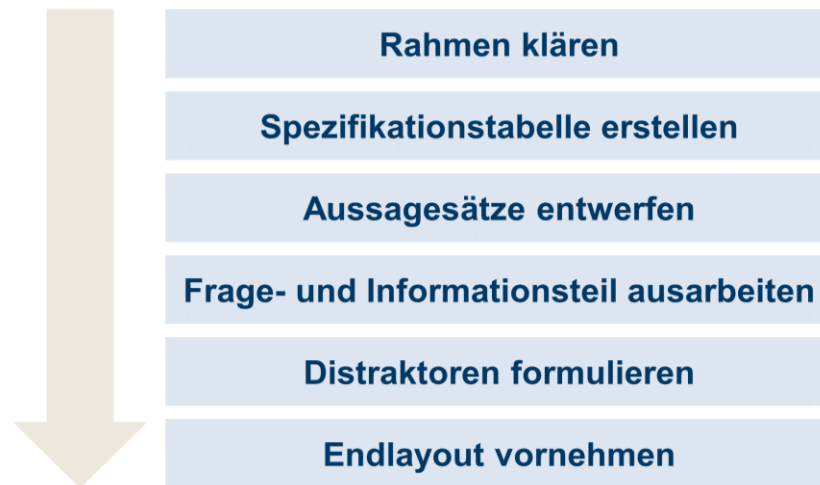 Rahmen klären
Spezifikationstabelle erstellen
Aussagesätze entwerfen
Frage- und Informationsteil ausarbeiten
Distraktoren formulieren
Endlayout vornehmen